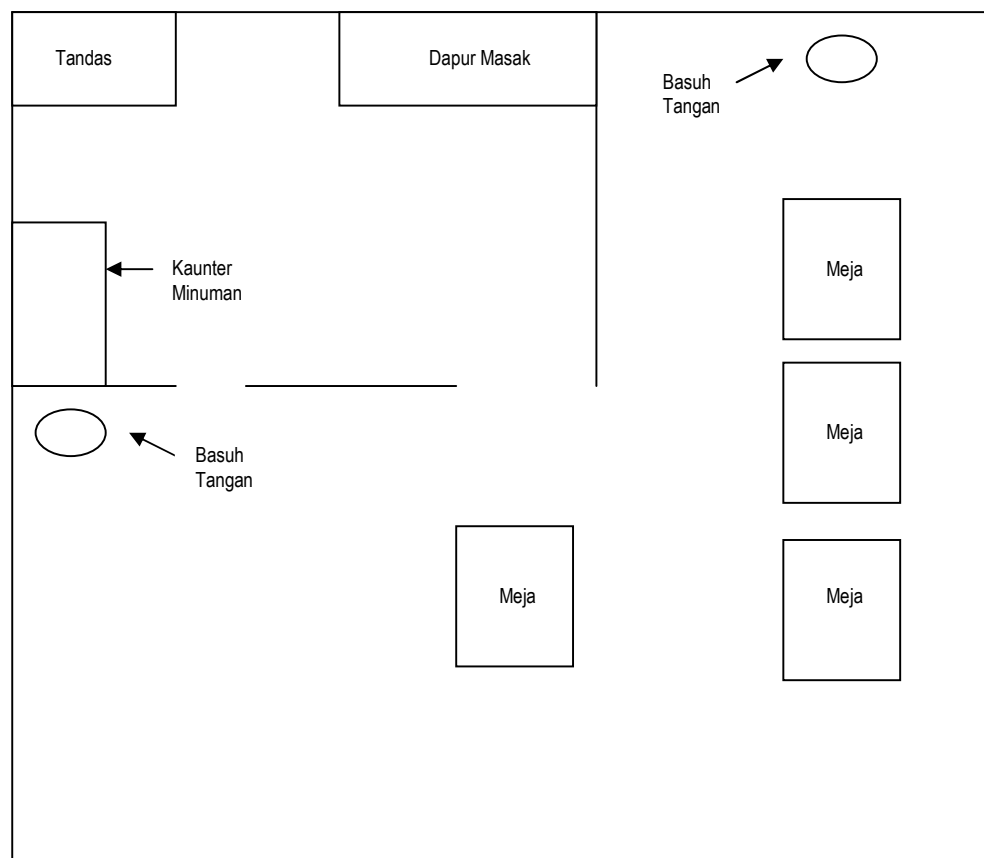 Tandas
Dapur Masak
Basuh
Tangan
Kaunter
Minuman
Meja
Meja
Basuh
Tangan
Meja
Meja